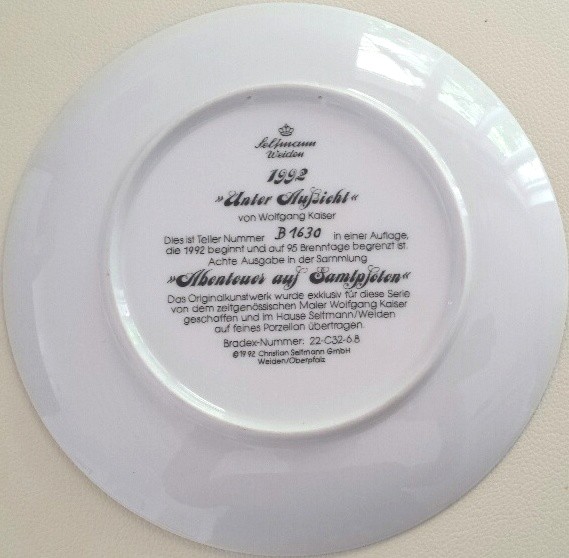 Seltmann
Weiden
1992
»Unter Aufsicht«
von Wolfgang Kaiser
Dies ist Teller Nummer B 1630 in einer Auflage,
die 1992 beginnt und auf 95 Brenntage begrenzt ist.
Achte Ausgabe in der Sammlung
»Abenteuer auf Samtpfoten«
Das Originalkunstwerk wurde exklusiv für diese Serie
von dem zeitgenössischen Maler Wolfgang Kaiser
geschaffen und im Hause Seltmann/Weiden
auf feines Porzellan übertragen.
Bradex-Nummer: 22-C32-6.8
©1992 Christian Seltmann GmbH
Weiden/Oberpfalz